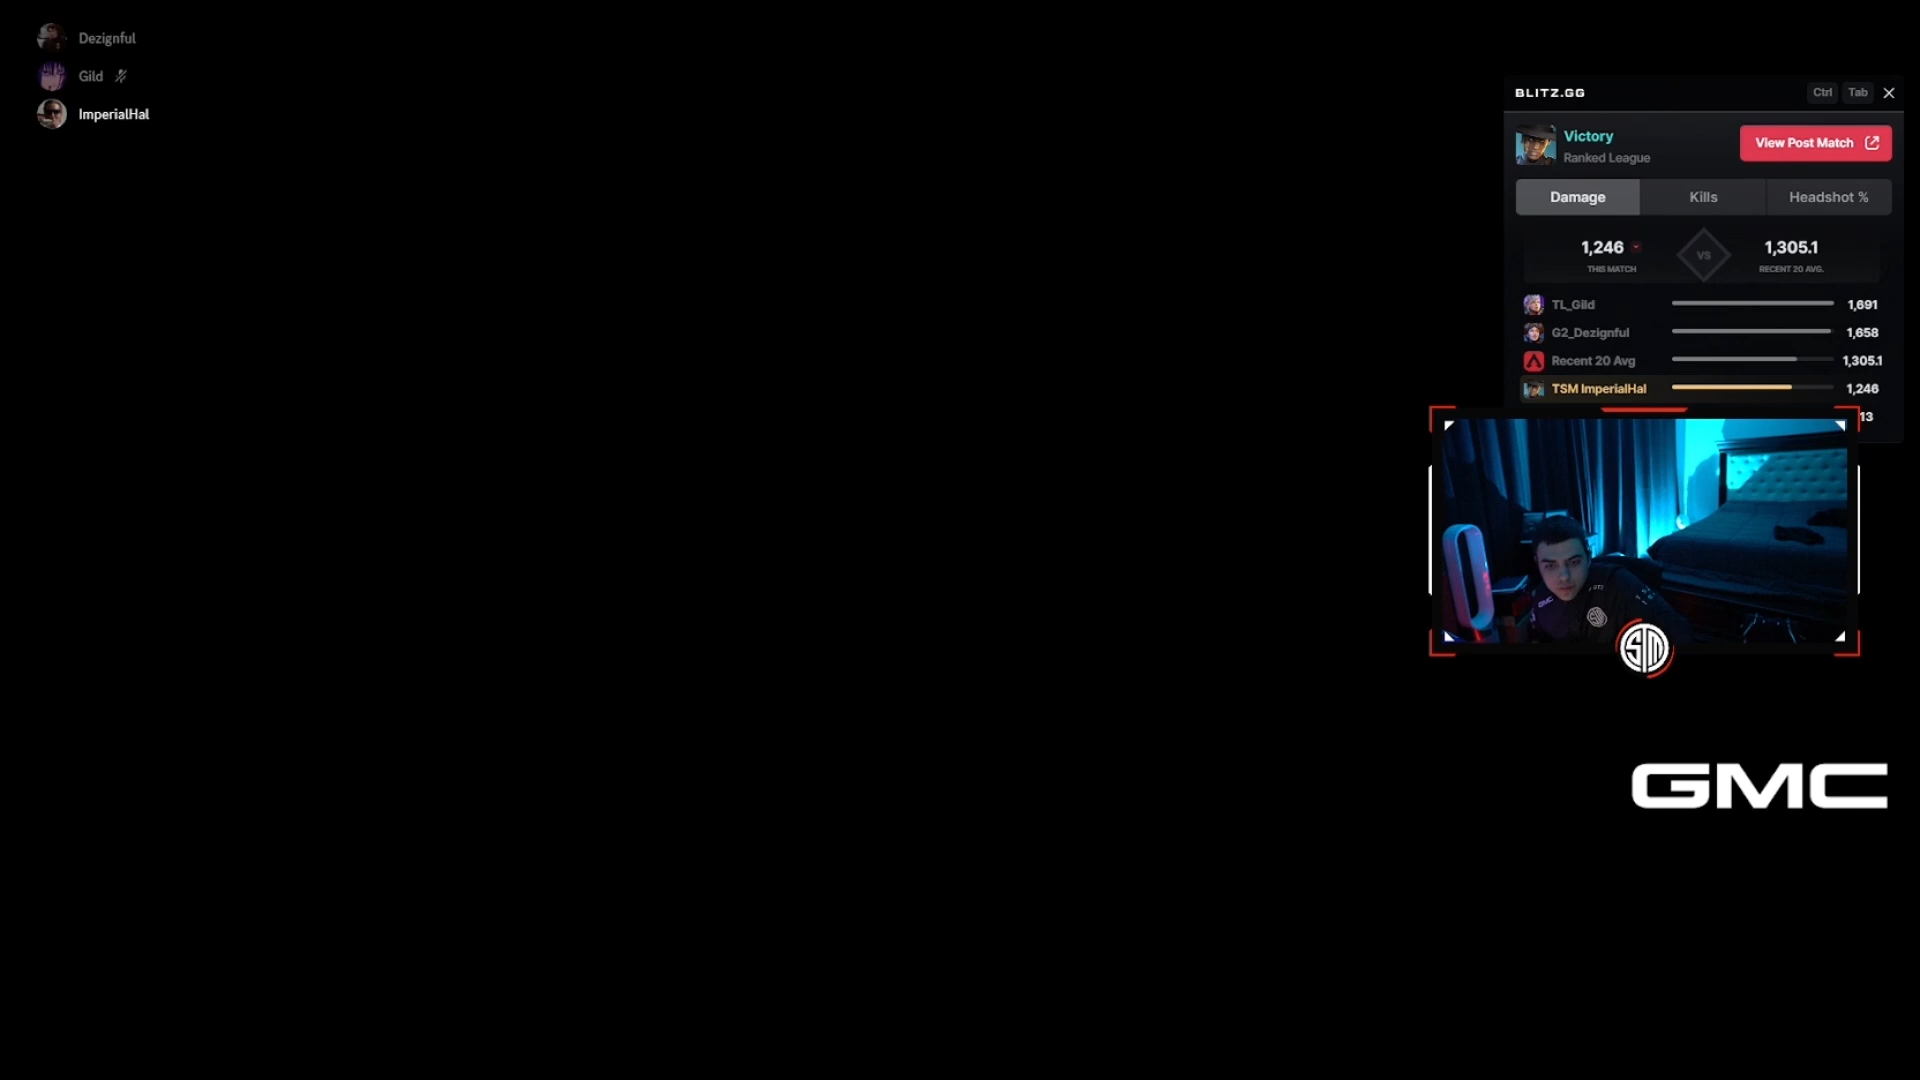 Dezignful
Gild
ImperialHal
BLITZ.GG
Ctrl Tab
Victory
Ranked League
View Post Match
Damage Kills Headshot %
1,246 VS 1,305.1
THIS MATCH RECENT 20 AVG.
TL_Gild 1,691
G2_Dezignful 1,658
Recent 20 Avg 1,305.1
TSM ImperialHal 1,246
13
GMC
TSM
GMC